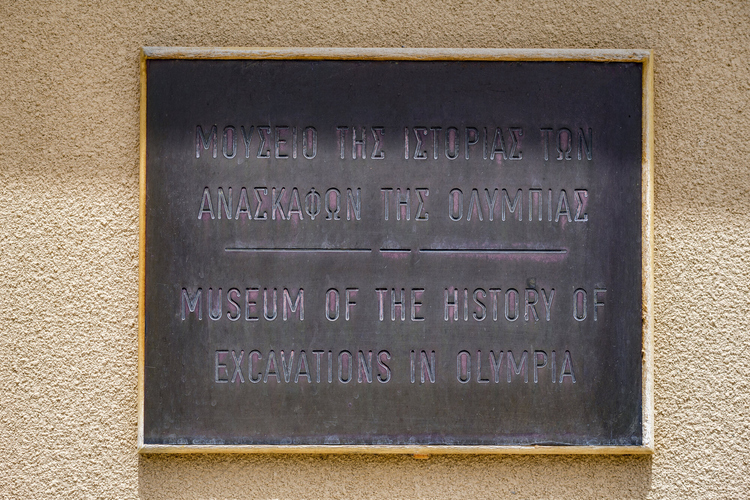 ΜΟΥΣΕΙΟ ΤΗΣ ΙΣΤΟΡΙΑΣ ΤΩΝ
ΑΝΑΣΚΑΦΩΝ ΤΗΣ ΟΛΥΜΠΙΑΣ
MUSEUM OF THE HISTORY OF
EXCAVATIONS IN OLYMPIA